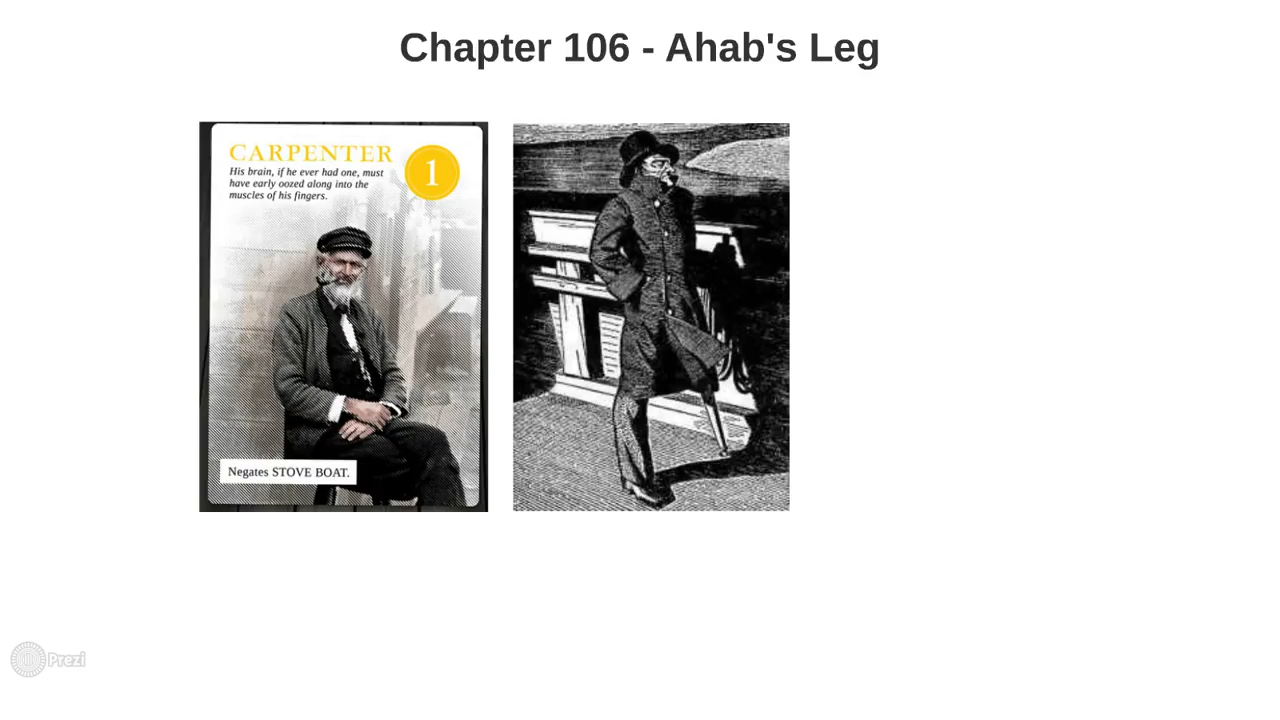 Chapter 106 - Ahab's Leg
CARPENTER
1
His brain, if he ever had one, must
have early oozed along into the
muscles of his fingers.
Negates STOVE BOAT.
Prezi